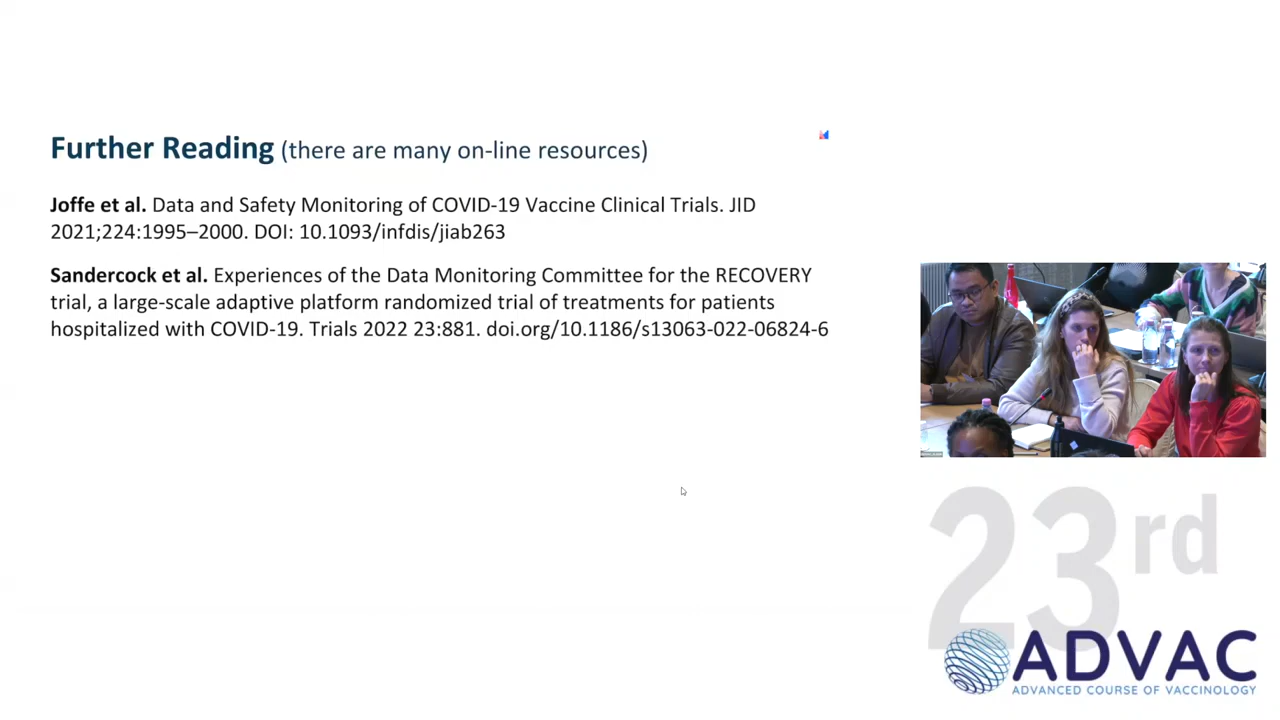 Further Reading (there are many on-line resources)
Joffe et al. Data and Safety Monitoring of COVID-19 Vaccine Clinical Trials. JID
2021;224:1995–2000. DOI: 10.1093/infdis/jiab263
Sandercock et al. Experiences of the Data Monitoring Committee for the RECOVERY
trial, a large-scale adaptive platform randomized trial of treatments for patients
hospitalized with COVID-19. Trials 2022 23:881. doi.org/10.1186/s13063-022-06824-6
23rd
ADVAC
ADVANCED COURSE OF VACCINOLOGY